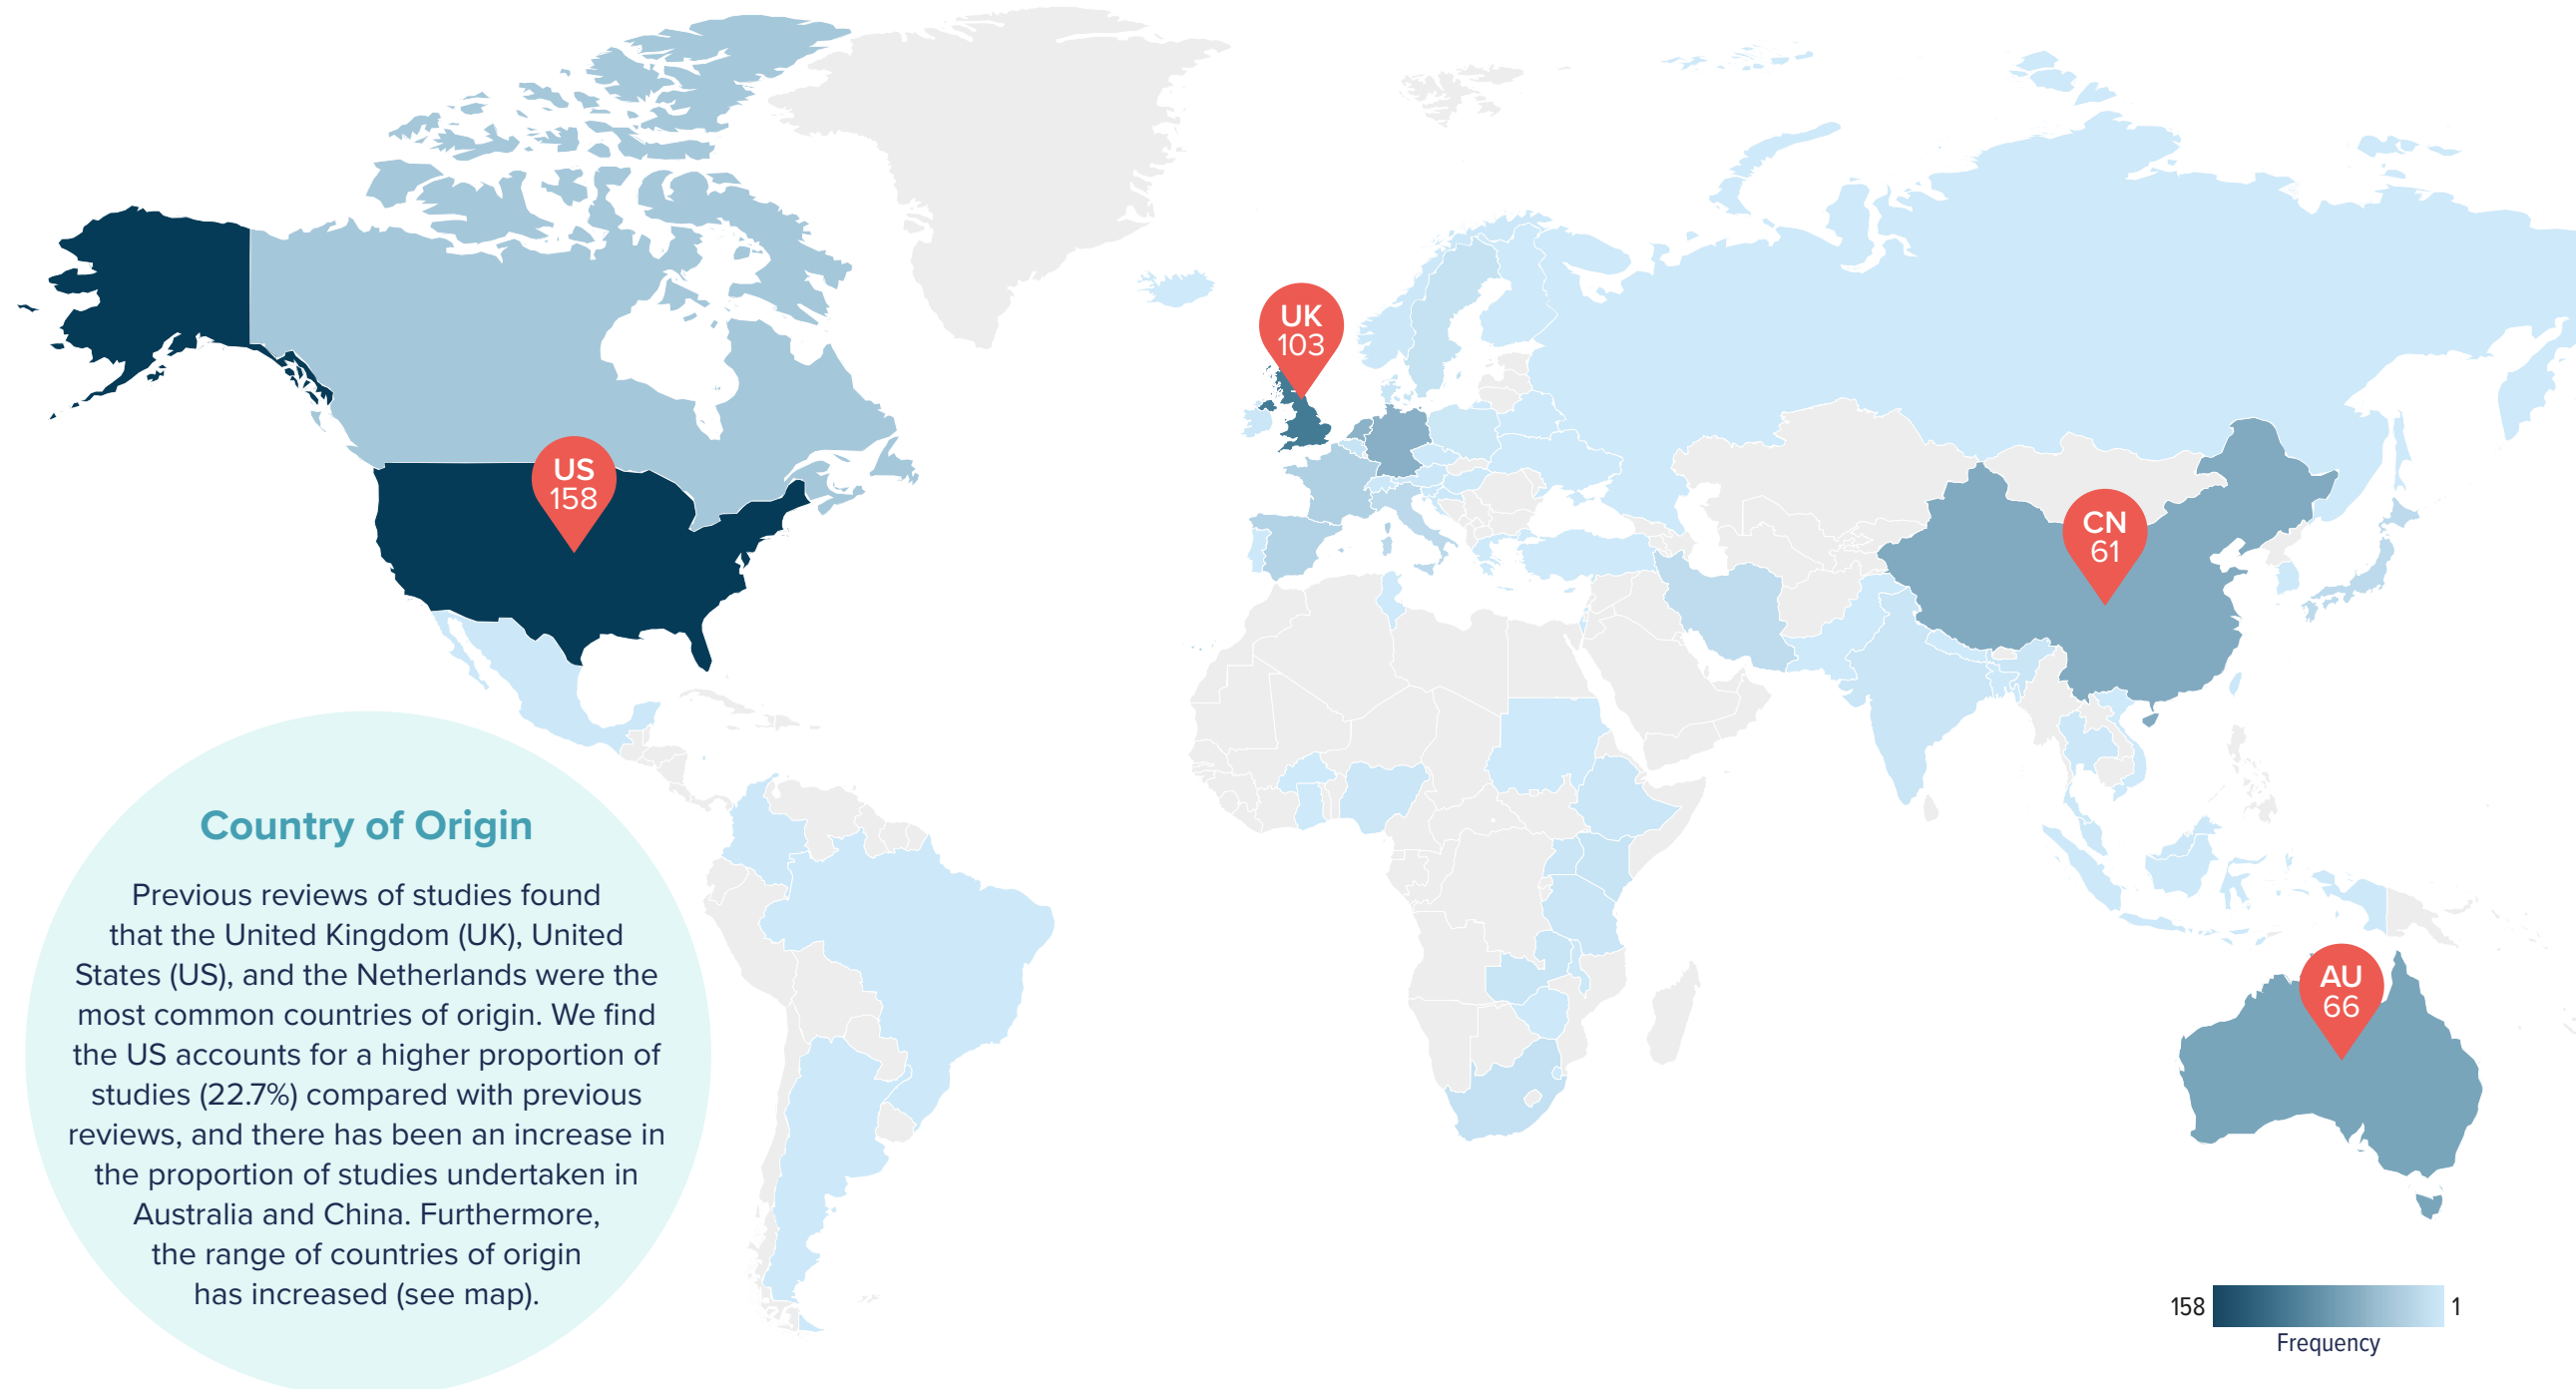 UK
103
US
158
CN
61
Country of Origin
Previous reviews of studies found
that the United Kingdom (UK), United
States (US), and the Netherlands were the
most common countries of origin. We find
the US accounts for a higher proportion of
studies (22.7%) compared with previous
reviews, and there has been an increase in
the proportion of studies undertaken in
Australia and China. Furthermore,
the range of countries of origin
has increased (see map).
AU
66
158 1
Frequency